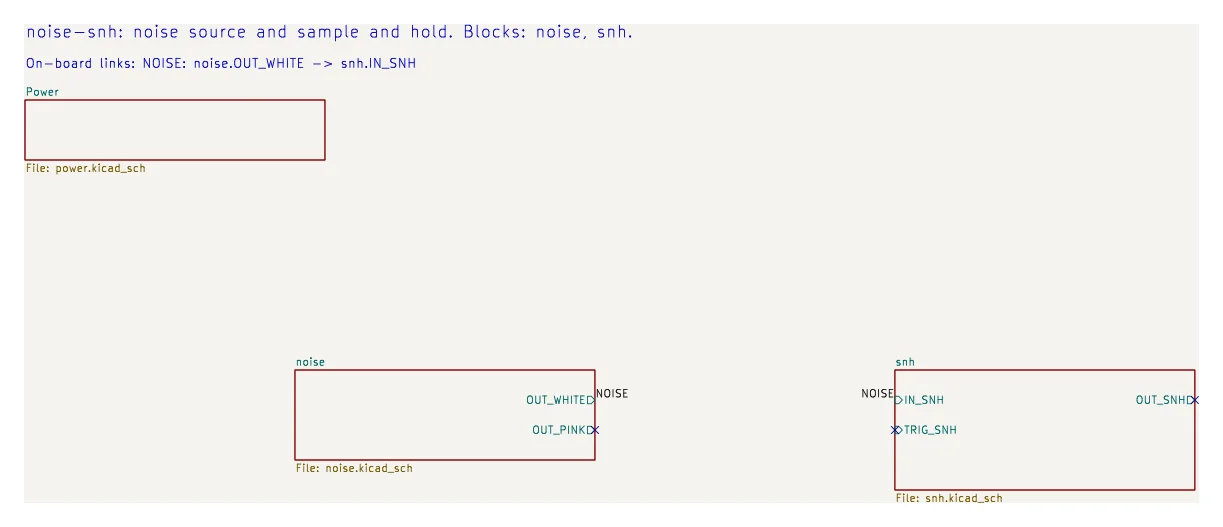 noise-snh: noise source and sample and hold. Blocks: noise, snh.
On-board links: NOISE: noise.OUT_WHITE -> snh.IN_SNH
Power
File: power.kicad_sch
noise
OUT_WHITE
NOISE
OUT_PINK
File: noise.kicad_sch
snh
NOISE
IN_SNH
OUT_SNH
TRIG_SNH
File: snh.kicad_sch